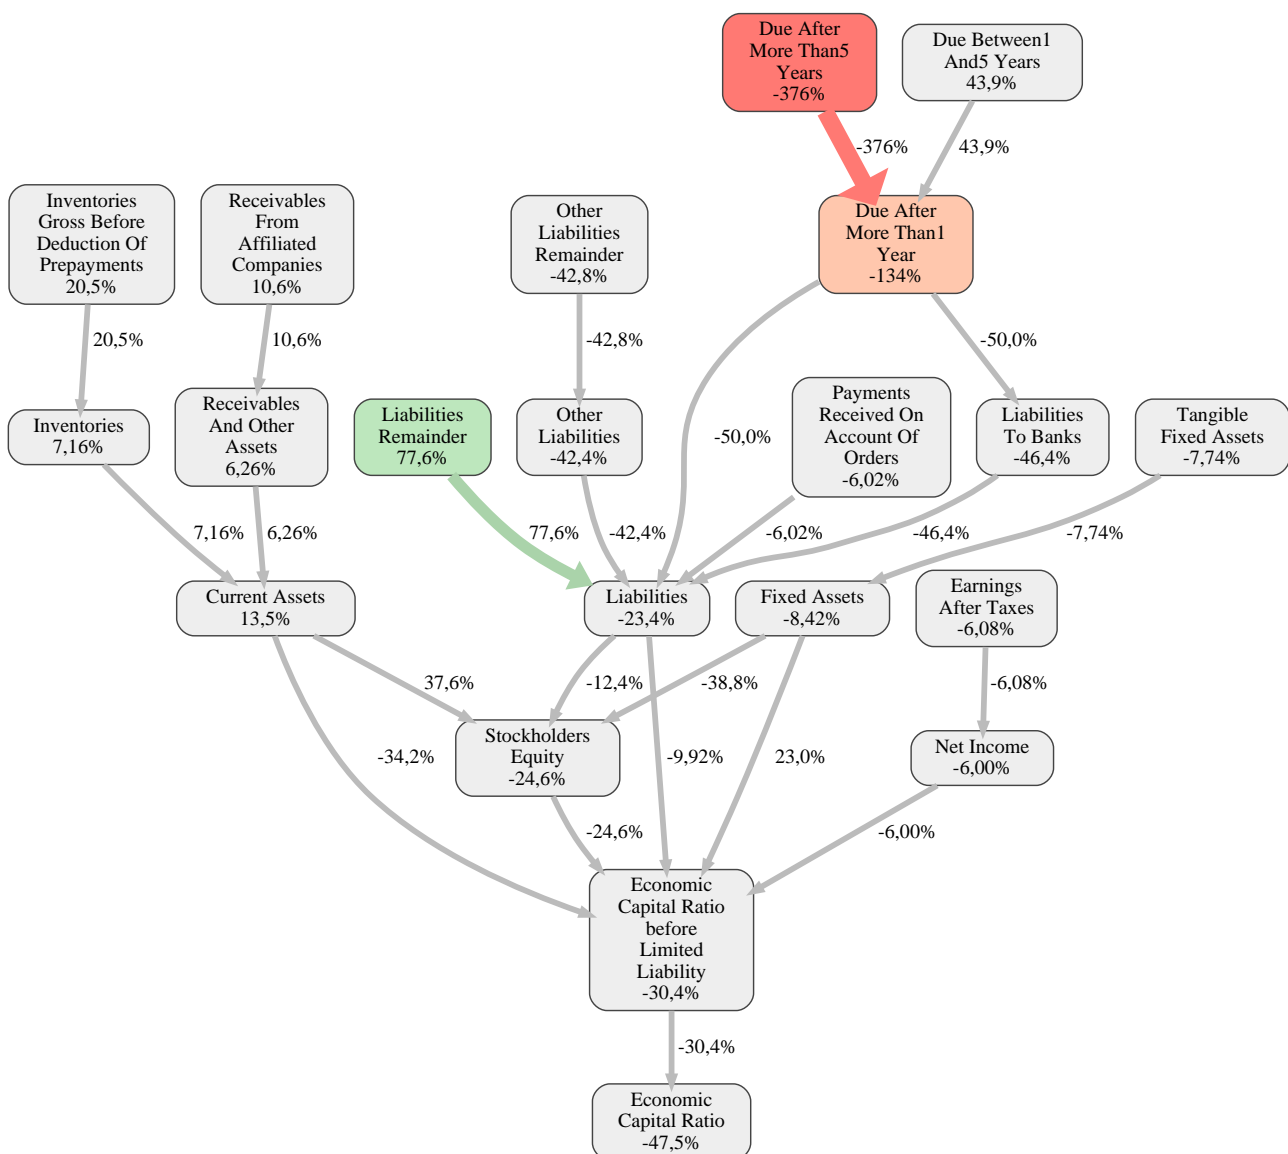 Due After
More Than5
Years
-376%
Due Between1
And5 Years
43,9%
-376%
43,9%
Inventories
Gross Before
Deduction Of
Prepayments
20,5%
Receivables
From
Affiliated
Companies
10,6%
Other
Liabilities
Remainder
-42,8%
Due After
More Than1
Year
-134%
20,5%
10,6%
-42,8%
-50,0%
Inventories
7,16%
Receivables
And Other
Assets
6,26%
Liabilities
Remainder
77,6%
Other
Liabilities
-42,4%
-50,0%
Payments
Received On
Account Of
Orders
-6,02%
Liabilities
To Banks
-46,4%
Tangible
Fixed Assets
-7,74%
7,16%
6,26%
77,6%
-42,4%
-6,02%
-46,4%
-7,74%
Current Assets
13,5%
Liabilities
-23,4%
Fixed Assets
-8,42%
Earnings
After Taxes
-6,08%
37,6%
-12,4%
-38,8%
-6,08%
Stockholders
Equity
-24,6%
-34,2%
-9,92%
23,0%
Net Income
-6,00%
-24,6%
-6,00%
Economic
Capital Ratio
before
Limited
Liability
-30,4%
-30,4%
Economic
Capital Ratio
-47,5%